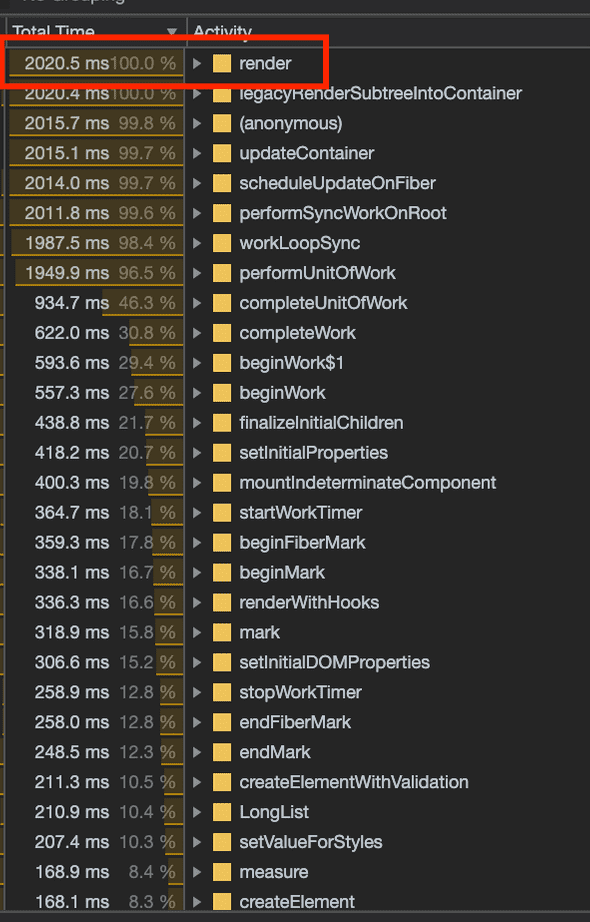 No Grouping
Total Time Activity
2020.5 ms 100.0 % render
2020.4 ms 100.0 % legacyRenderSubtreeIntoContainer
2015.7 ms 99.8 % (anonymous)
2015.1 ms 99.7 % updateContainer
2014.0 ms 99.7 % scheduleUpdateOnFiber
2011.8 ms 99.6 % performSyncWorkOnRoot
1987.5 ms 98.4 % workLoopSync
1949.9 ms 96.5 % performUnitOfWork
934.7 ms 46.3 % completeUnitOfWork
622.0 ms 30.8 % completeWork
593.6 ms 29.4 % beginWork$1
557.3 ms 27.6 % beginWork
438.8 ms 21.7 % finalizeInitialChildren
418.2 ms 20.7 % setInitialProperties
400.3 ms 19.8 % mountIndeterminateComponent
364.7 ms 18.1 % startWorkTimer
359.3 ms 17.8 % beginFiberMark
338.1 ms 16.7 % beginMark
336.3 ms 16.6 % renderWithHooks
318.9 ms 15.8 % mark
306.6 ms 15.2 % setInitialDOMProperties
258.9 ms 12.8 % stopWorkTimer
258.0 ms 12.8 % endFiberMark
248.5 ms 12.3 % endMark
211.3 ms 10.5 % createElementWithValidation
210.9 ms 10.4 % LongList
207.4 ms 10.3 % setValueForStyles
168.9 ms 8.4 % measure
168.1 ms 8.3 % createElement